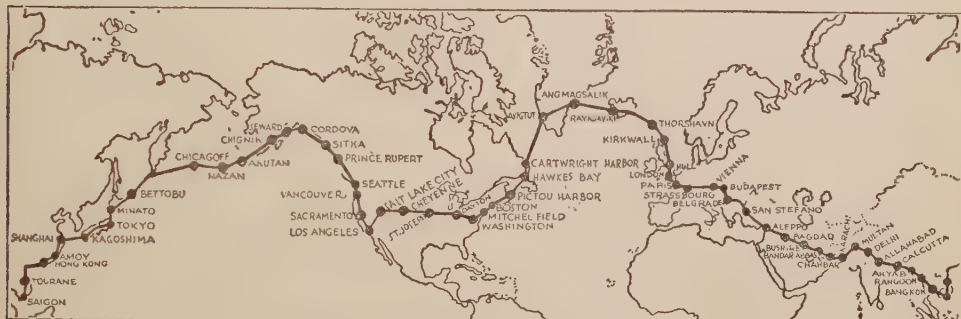 ANGMAGSALIK
THORSHAVN
KIRKWALL
HULL
LONDON
PARIS
STRASSBOURG
VIENNA
BUDAPEST
BELGRADE
SAN STEFANO
ALEPPO
BAGDAD
BUSHIRE
BANDAR ABBAS
CHAHBAR
KARACHI
MULTAN
DELHI
ALLAHABAD
CALCUTTA
AKYAB
RANGOON
BANGKOK
CARTWRIGHT HARBOR
HAWKES BAY
PICTOU HARBOR
BOSTON
MITCHEL FIELD
WASHINGTON
DAYTON
ST. JOSEPH
CHEYENNE
SALT LAKE CITY
LOS ANGELES
SACRAMENTO
VANCOUVER
SEATTLE
PRINCE RUPERT
SITKA
CORDOVA
SEWARD
CHIGNIK
AKUTAN
NAZAN
CHICAGOFF
BETTOBU
MINATO
TOKYO
KAGOSHIMA
SHANGHAI
AMOY
HONG KONG
TOURANE
SAIGON